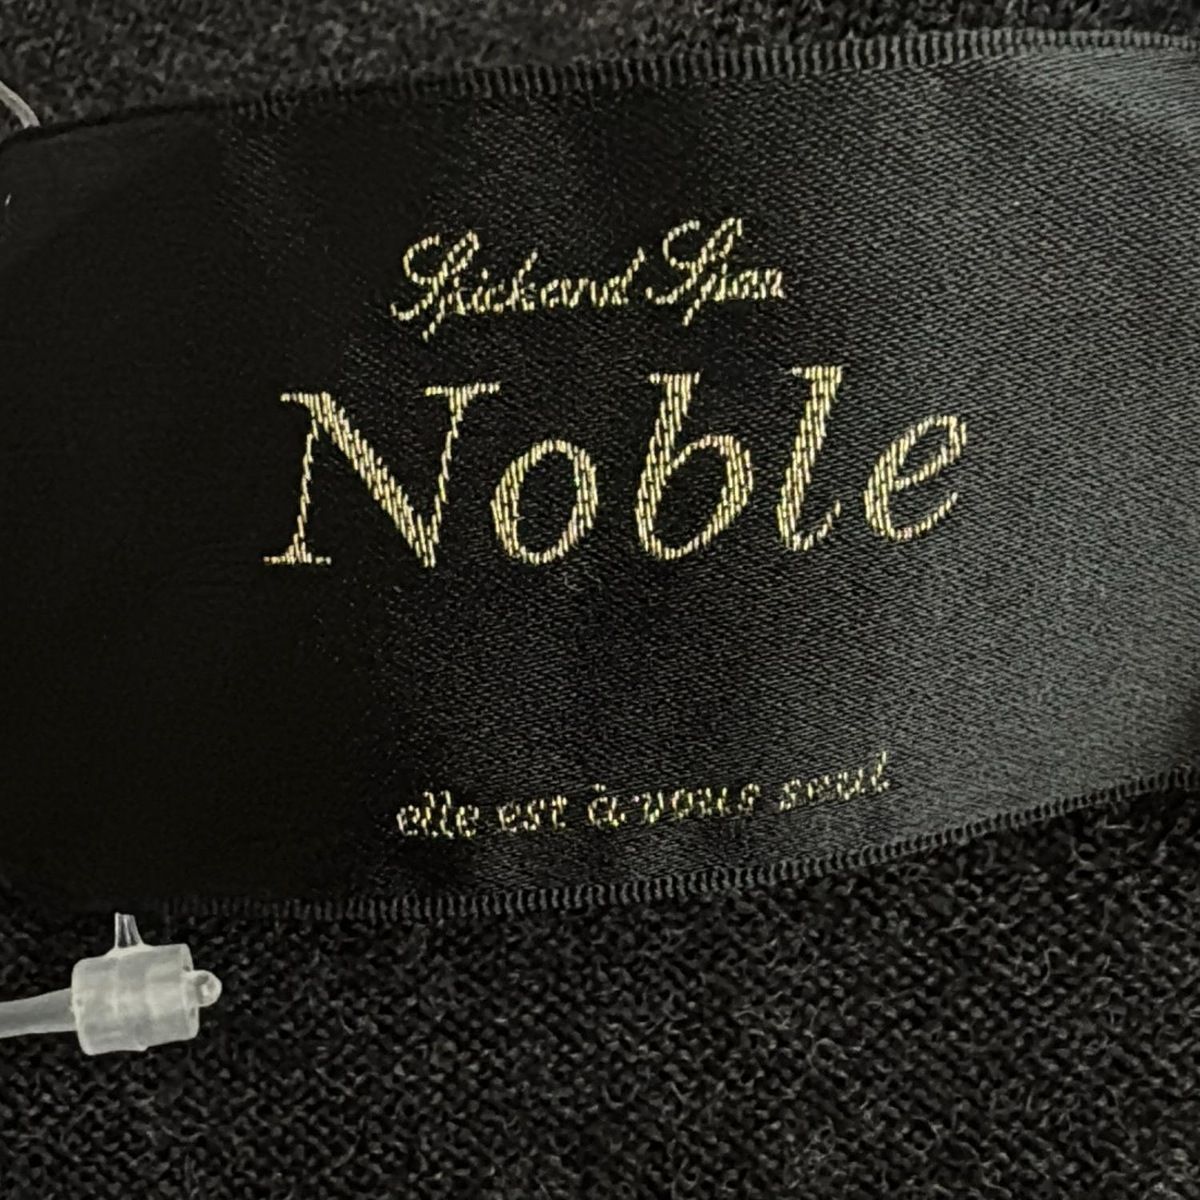 Spick and Span
Noble
elle est à vous seul